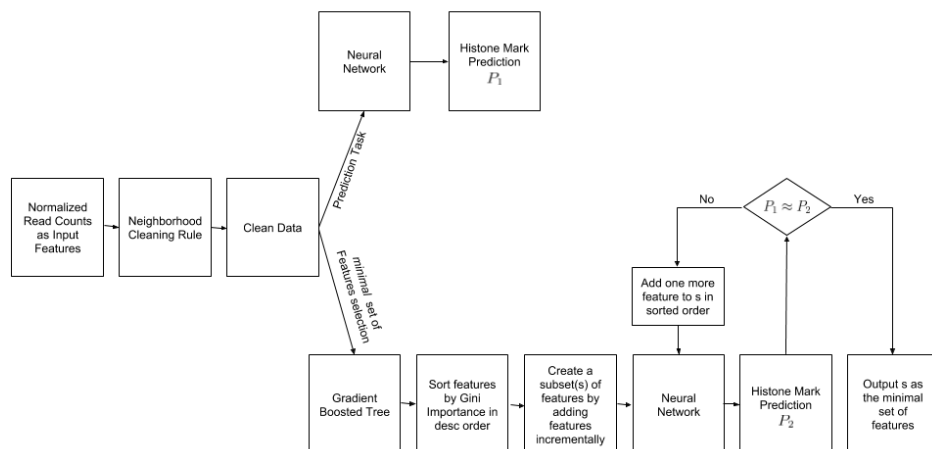 Neural
Network
Histone Mark
Prediction
P₁
Prediction Task
Normalized
Read Counts
as Input
Features
Neighborhood
Cleaning Rule
Clean Data
minimal set of
Features selection
No
P₁ ≈ P₂
Yes
Add one more
feature to s in
sorted order
Gradient
Boosted Tree
Sort features
by Gini
Importance in
desc order
Create a
subset(s) of
features by
adding
features
incrementally
Neural
Network
Histone Mark
Prediction
P₂
Output s as
the minimal
set of
features